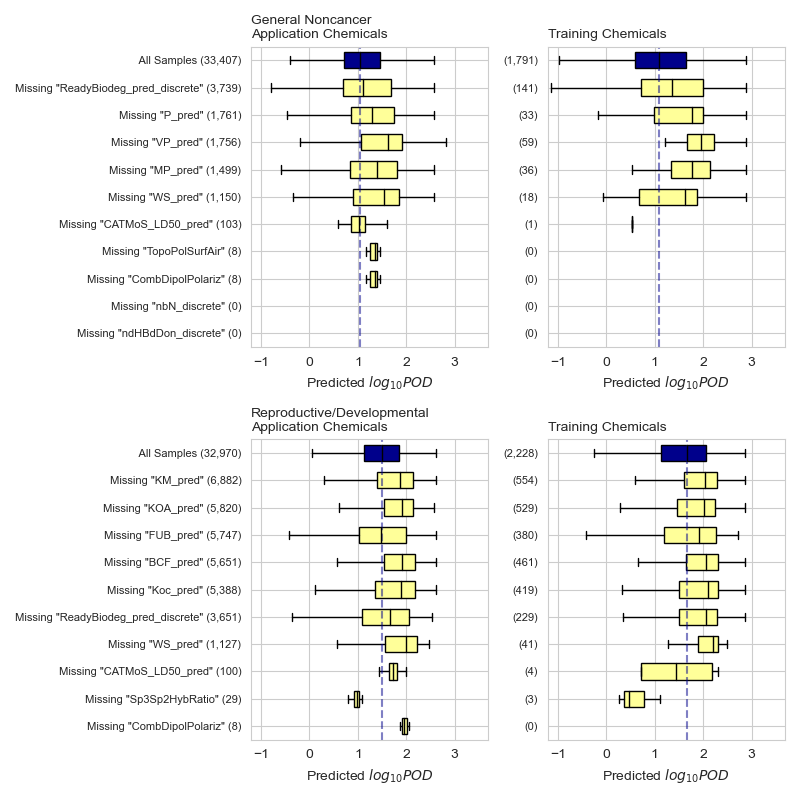 General Noncancer
Application Chemicals
Training Chemicals
All Samples (33,407)
(1,791)
Missing "ReadyBiodeg_pred_discrete" (3,739)
(141)
Missing "P_pred" (1,761)
(33)
Missing "VP_pred" (1,756)
(59)
Missing "MP_pred" (1,499)
(36)
Missing "WS_pred" (1,150)
(18)
Missing "CATMoS_LD50_pred" (103)
(1)
Missing "TopoPolSurfAir" (8)
(0)
Missing "CombDipolPolariz" (8)
(0)
Missing "nbN_discrete" (0)
(0)
Missing "ndHBdDon_discrete" (0)
(0)
−1 0 1 2 3
−1 0 1 2 3
Predicted log10POD
Predicted log10POD
Reproductive/Developmental
Application Chemicals
Training Chemicals
All Samples (32,970)
(2,228)
Missing "KM_pred" (6,882)
(554)
Missing "KOA_pred" (5,820)
(529)
Missing "FUB_pred" (5,747)
(380)
Missing "BCF_pred" (5,651)
(461)
Missing "Koc_pred" (5,388)
(419)
Missing "ReadyBiodeg_pred_discrete" (3,651)
(229)
Missing "WS_pred" (1,127)
(41)
Missing "CATMoS_LD50_pred" (100)
(4)
Missing "Sp3Sp2HybRatio" (29)
(3)
Missing "CombDipolPolariz" (8)
(0)
−1 0 1 2 3
−1 0 1 2 3
Predicted log10POD
Predicted log10POD